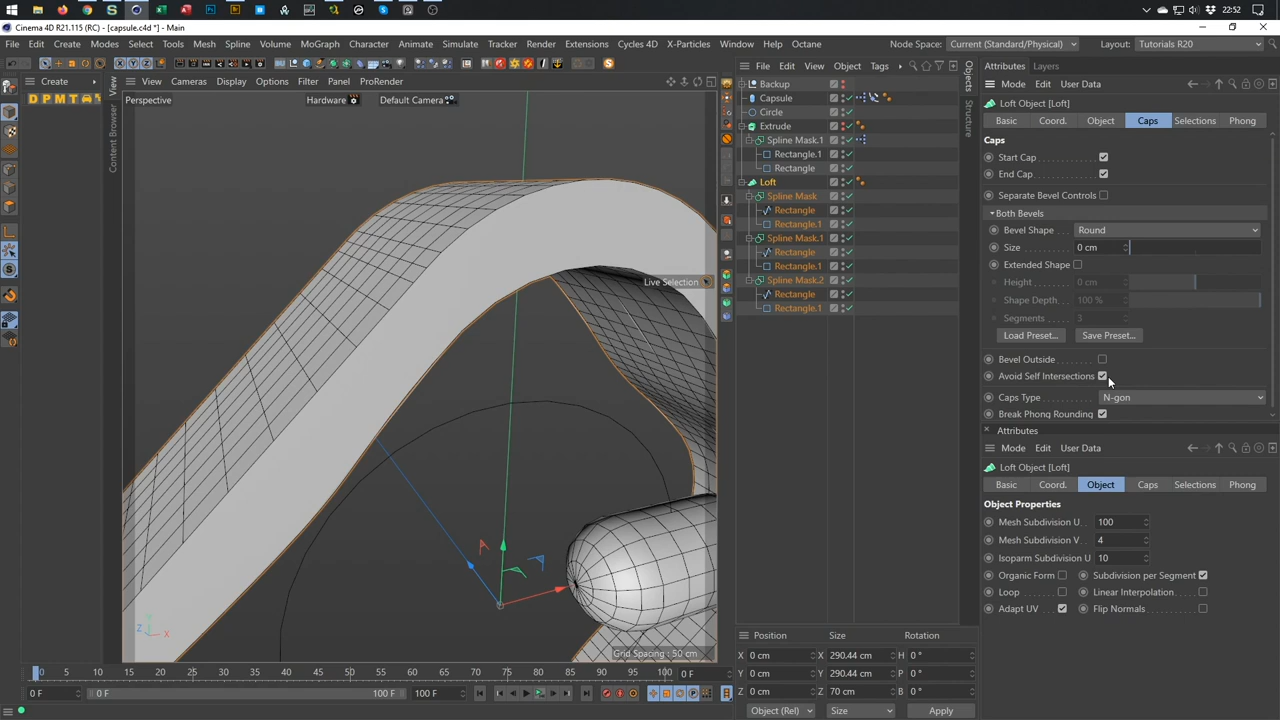 Cinema 4D R21.115 (RC) - [capsule.c4d *] - Main
22:52
File Edit Create Modes Select Tools Mesh Spline Volume MoGraph Character Animate Simulate Tracker Render Extensions Cycles 4D X-Particles Window Help Octane
Node Space: Current (Standard/Physical) Layout: Tutorials R20
Create
View Cameras Display Options Filter Panel ProRender
File Edit View Object Tags
Attributes Layers
Mode Edit User Data
View
Content Browser
Objects
Structure
D P M T
Perspective
Hardware
Default Camera
Live Selection
Grid Spacing : 50 cm
Y
Z X
Backup
Capsule
Circle
Extrude
Spline Mask.1
Rectangle.1
Rectangle
Loft
Spline Mask
Rectangle
Rectangle.1
Spline Mask.1
Rectangle
Rectangle.1
Spline Mask.2
Rectangle
Rectangle.1
Loft Object [Loft]
Basic Coord. Object Caps Selections Phong
Caps
Start Cap
End Cap
Separate Bevel Controls
Both Bevels
Bevel Shape Round
Size 0 cm
Extended Shape
Height 0 cm
Shape Depth 100 %
Segments 3
Load Preset... Save Preset...
Bevel Outside
Avoid Self Intersections
Caps Type N-gon
Break Phong Rounding
Attributes
Mode Edit User Data
Loft Object [Loft]
Basic Coord. Object Caps Selections Phong
Object Properties
Mesh Subdivision U 100
Mesh Subdivision V 4
Isoparm Subdivision U 10
Organic Form Subdivision per Segment
Loop Linear Interpolation
Adapt UV Flip Normals
Position Size Rotation
X 0 cm X 290.44 cm H 0 °
Y 0 cm Y 290.44 cm P 0 °
Z 0 cm Z 70 cm B 0 °
Object (Rel) Size Apply
0 5 10 15 20 25 30 35 40 45 50 55 60 65 70 75 80 85 90 95 100 0 F
0 F 0 F 100 F 100 F